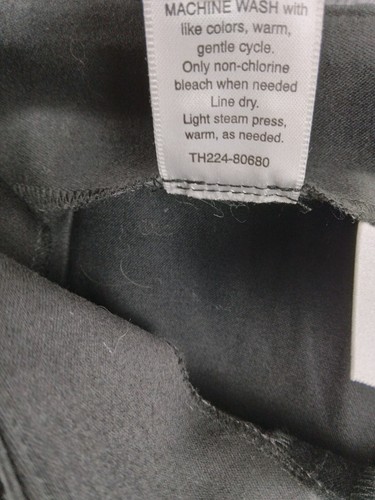 MACHINE WASH with
like colors, warm,
gentle cycle.
Only non-chlorine
bleach when needed
Line dry.
Light steam press,
warm, as needed.
TH224-80680